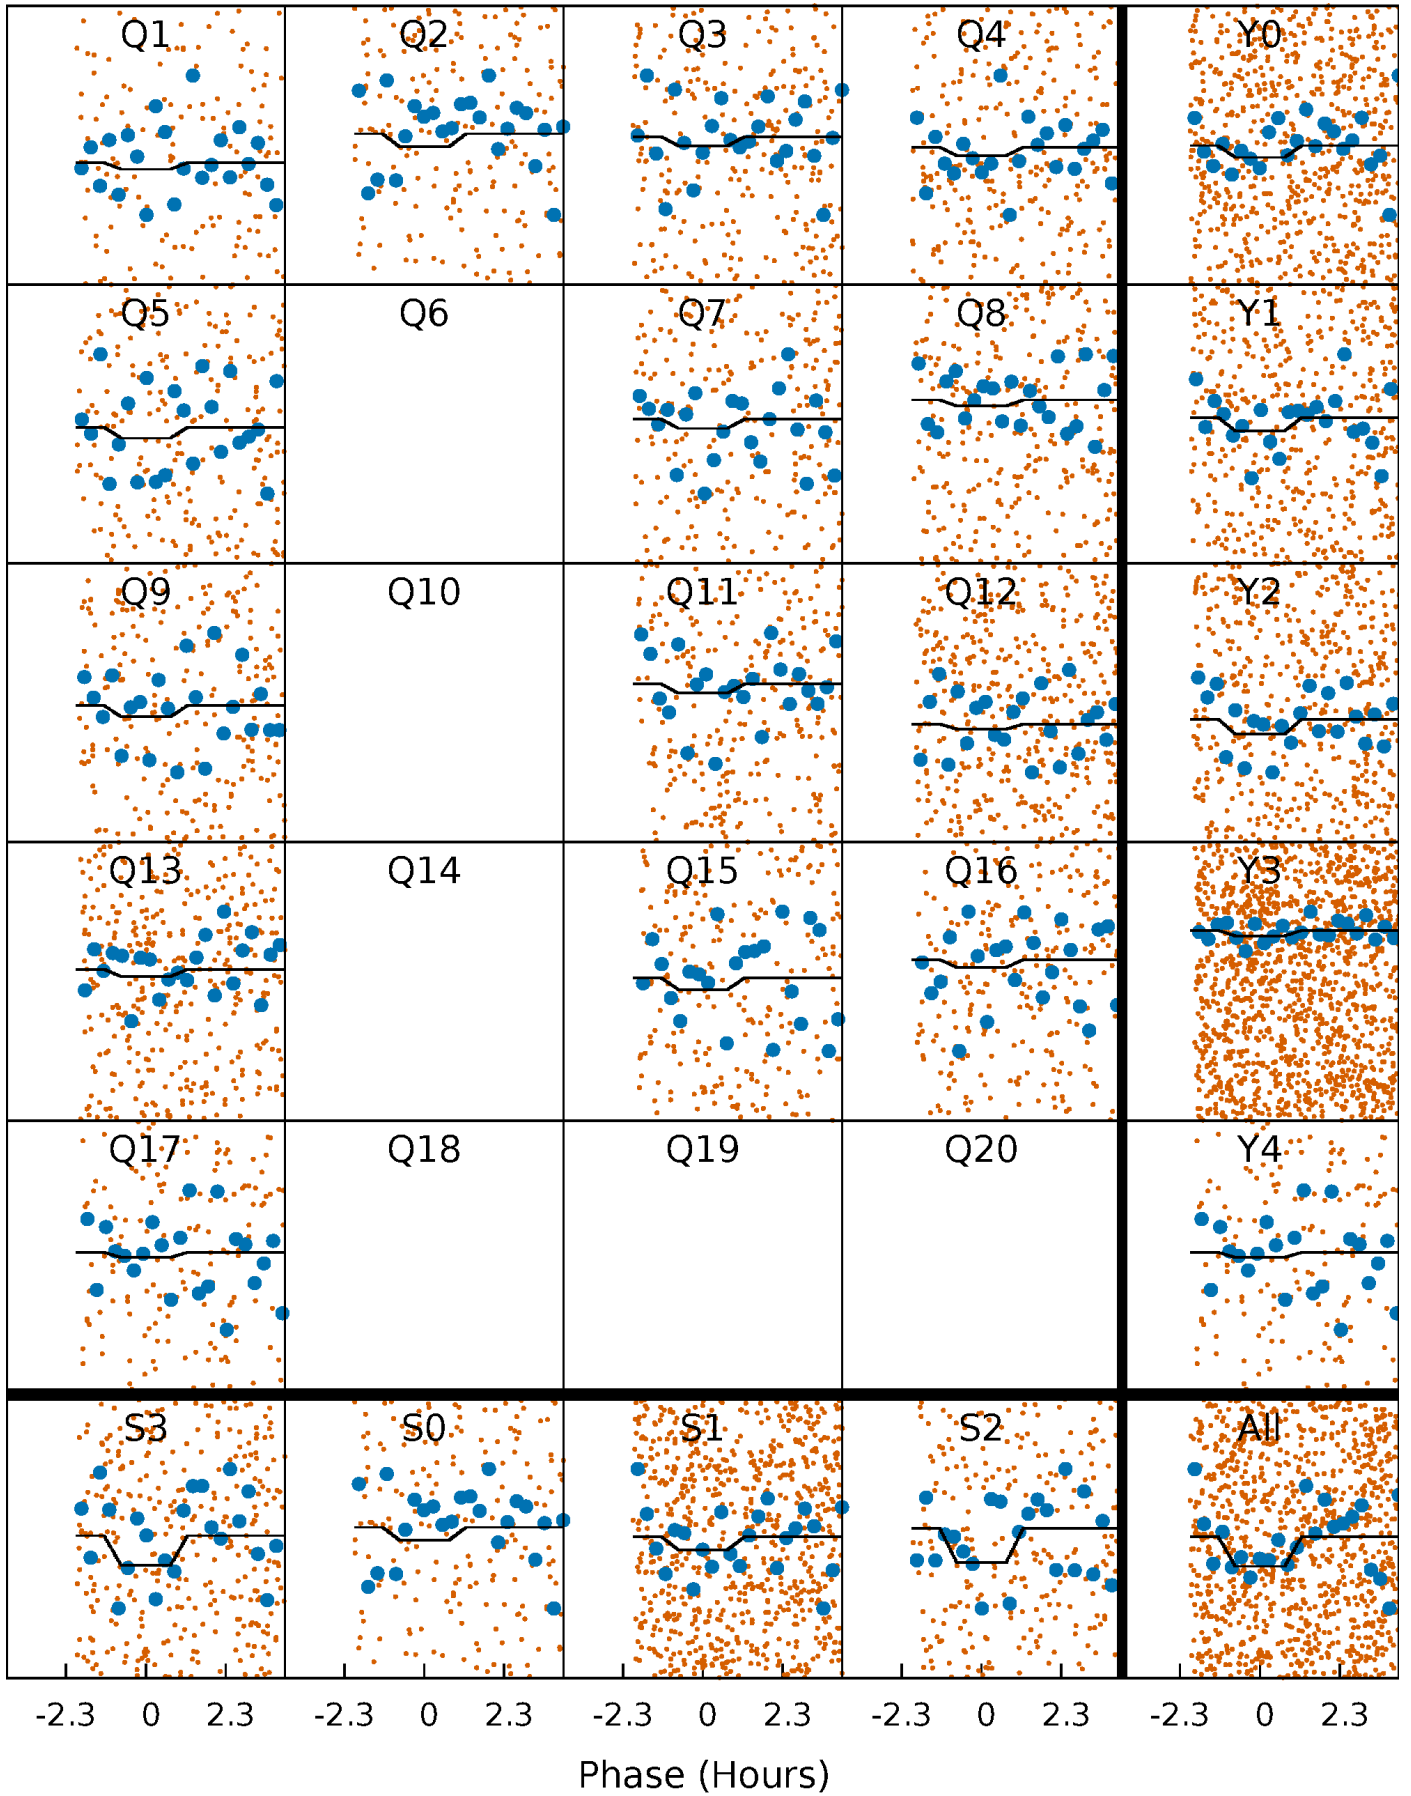 Q1 Q2 Q3 Q4 Y0
Q5 Q6 Q7 Q8 Y1
Q9 Q10 Q11 Q12 Y2
Q13 Q14 Q15 Q16 Y3
Q17 Q18 Q19 Q20 Y4
S3 S0 S1 S2 All
-2.3 0 2.3 -2.3 0 2.3 -2.3 0 2.3 -2.3 0 2.3 -2.3 0 2.3
Phase (Hours)